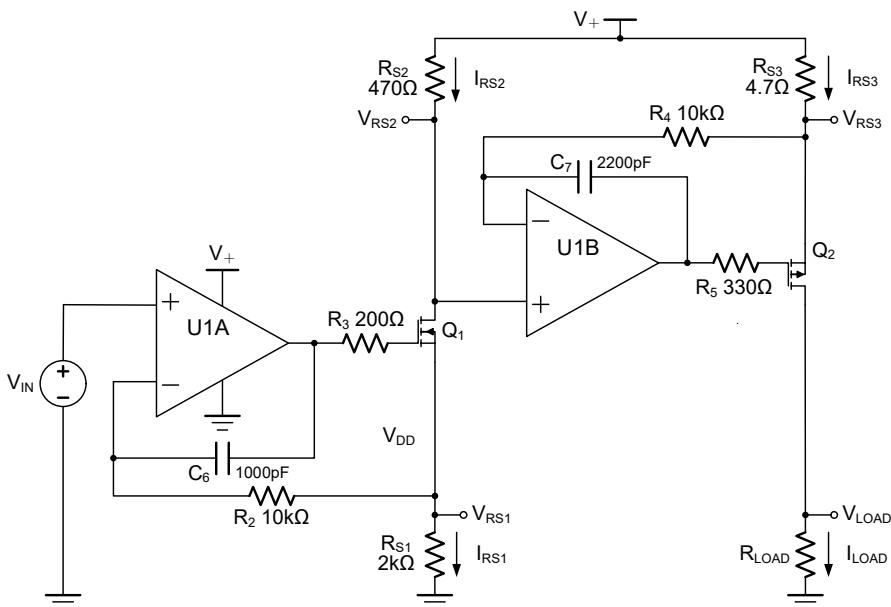 V+
RS2
470Ω
IRS2
RS3
4.7Ω
IRS3
VRS2
R4 10kΩ
VRS3
C7 2200pF
−
+
U1B
Q2
R5 330Ω
V+
+
−
U1A
R3 200Ω
Q1
VIN
+
−
VDD
C6 1000pF
R2 10kΩ
VRS1
RS1
2kΩ
IRS1
VLOAD
RLOAD
ILOAD